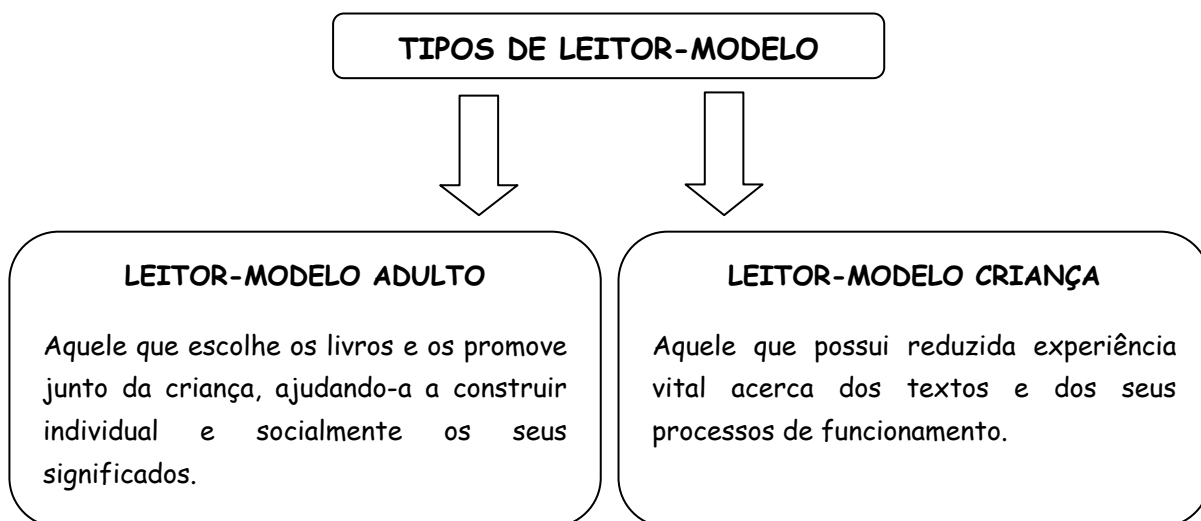 TIPOS DE LEITOR-MODELO
LEITOR-MODELO ADULTO
Aquele que escolhe os livros e os promove
junto da criança, ajudando-a a construir
individual e socialmente os seus
significados.
LEITOR-MODELO CRIANÇA
Aquele que possui reduzida experiência
vital acerca dos textos e dos seus
processos de funcionamento.